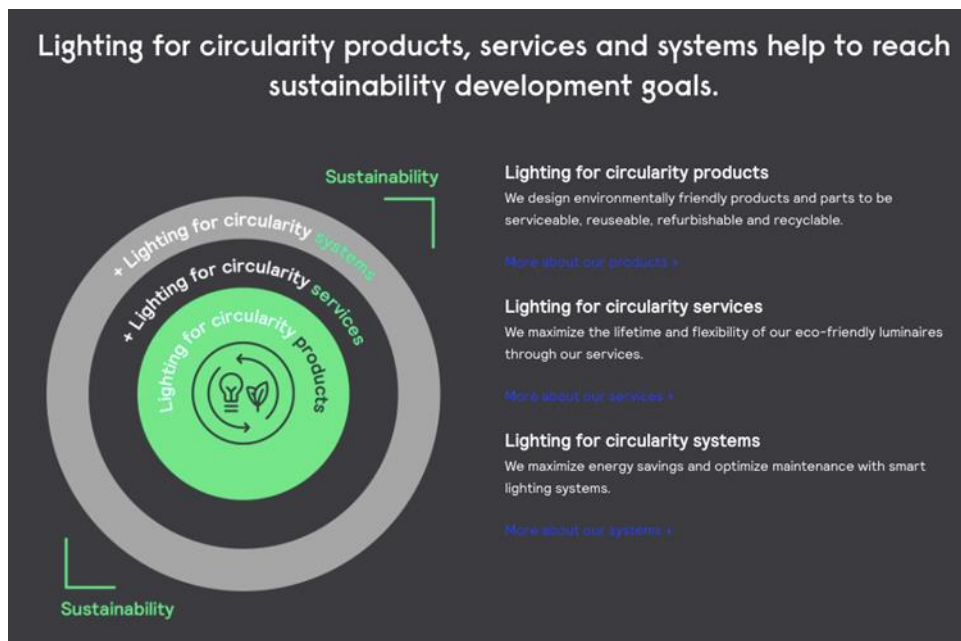 Lighting for circularity products, services and systems help to reach
sustainability development goals.
Sustainability
+ Lighting for circularity systems
+ Lighting for circularity services
Lighting for circularity products
Sustainability
Lighting for circularity products
We design environmentally friendly products and parts to be
serviceable, reuseable, refurbishable and recyclable.
More about our products +
Lighting for circularity services
We maximize the lifetime and flexibility of our eco-friendly luminaires
through our services.
More about our services +
Lighting for circularity systems
We maximize energy savings and optimize maintenance with smart
lighting systems.
More about our systems +